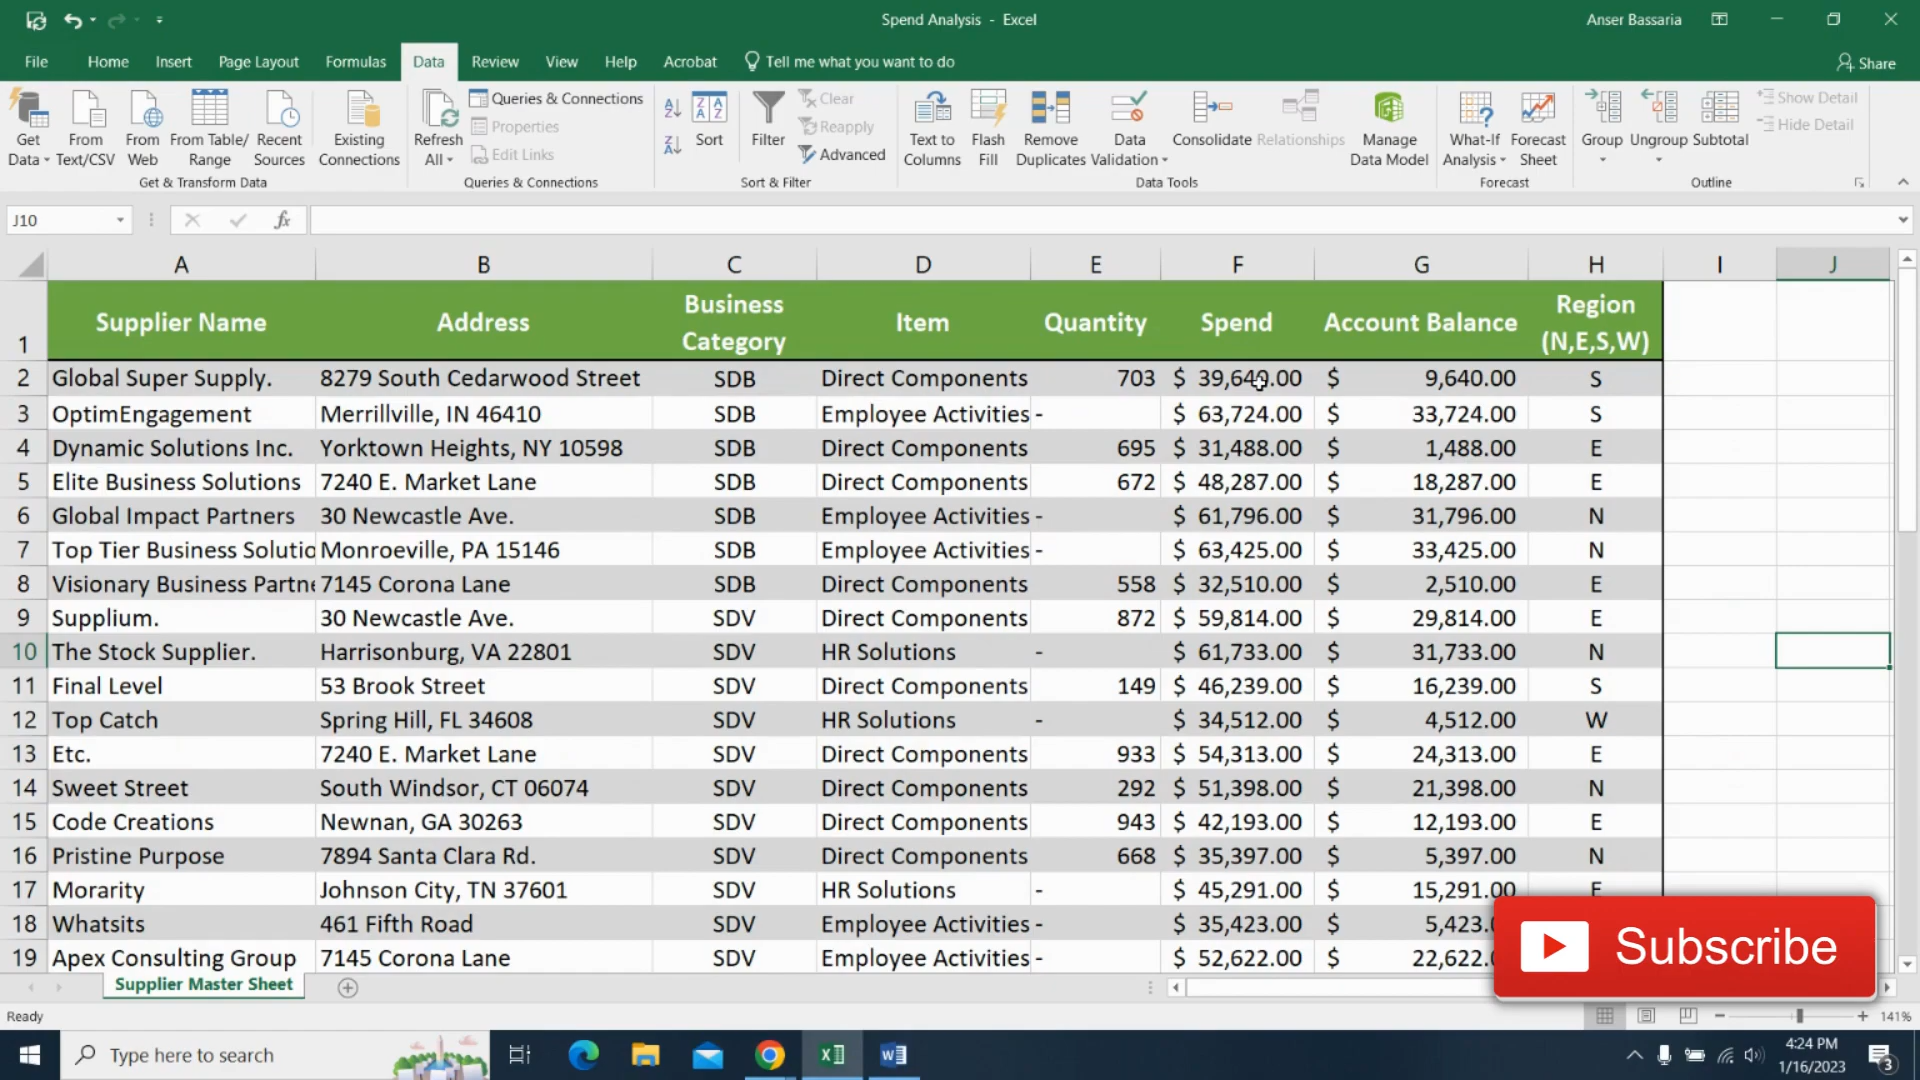 Spend Analysis - Excel
Anser Bassaria
File Home Insert Page Layout Formulas Data Review View Help Acrobat Tell me what you want to do Share
Get Data
From Text/CSV
From Web
From Table/ Range
Recent Sources
Existing Connections
Get & Transform Data
Refresh All
Queries & Connections
Properties
Edit Links
Queries & Connections
Sort
Filter
Clear
Reapply
Advanced
Sort & Filter
Text to Columns
Flash Fill
Remove Duplicates
Data Validation
Consolidate
Relationships
Manage Data Model
Data Tools
What-If Analysis
Forecast Sheet
Forecast
Group
Ungroup
Subtotal
Show Detail
Hide Detail
Outline
J10 fx
A B C D E F G H I J
1 Supplier Name Address Business Category Item Quantity Spend Account Balance Region (N,E,S,W)
2 Global Super Supply. 8279 South Cedarwood Street SDB Direct Components 703 $ 39,640.00 $ 9,640.00 S
3 OptimEngagement Merrillville, IN 46410 SDB Employee Activities - $ 63,724.00 $ 33,724.00 S
4 Dynamic Solutions Inc. Yorktown Heights, NY 10598 SDB Direct Components 695 $ 31,488.00 $ 1,488.00 E
5 Elite Business Solutions 7240 E. Market Lane SDB Direct Components 672 $ 48,287.00 $ 18,287.00 E
6 Global Impact Partners 30 Newcastle Ave. SDB Employee Activities - $ 61,796.00 $ 31,796.00 N
7 Top Tier Business Solutio Monroeville, PA 15146 SDB Employee Activities - $ 63,425.00 $ 33,425.00 N
8 Visionary Business Partne 7145 Corona Lane SDB Direct Components 558 $ 32,510.00 $ 2,510.00 E
9 Supplium. 30 Newcastle Ave. SDV Direct Components 872 $ 59,814.00 $ 29,814.00 E
10 The Stock Supplier. Harrisonburg, VA 22801 SDV HR Solutions - $ 61,733.00 $ 31,733.00 N
11 Final Level 53 Brook Street SDV Direct Components 149 $ 46,239.00 $ 16,239.00 S
12 Top Catch Spring Hill, FL 34608 SDV HR Solutions - $ 34,512.00 $ 4,512.00 W
13 Etc. 7240 E. Market Lane SDV Direct Components 933 $ 54,313.00 $ 24,313.00 E
14 Sweet Street South Windsor, CT 06074 SDV Direct Components 292 $ 51,398.00 $ 21,398.00 N
15 Code Creations Newnan, GA 30263 SDV Direct Components 943 $ 42,193.00 $ 12,193.00 E
16 Pristine Purpose 7894 Santa Clara Rd. SDV Direct Components 668 $ 35,397.00 $ 5,397.00 N
17 Morarity Johnson City, TN 37601 SDV HR Solutions - $ 45,291.00 $ 15,291.00
18 Whatsits 461 Fifth Road SDV Employee Activities - $ 35,423.00 $ 5,423.
19 Apex Consulting Group 7145 Corona Lane SDV Employee Activities - $ 52,622.00 $ 22,622.
Subscribe
Supplier Master Sheet
Ready
141%
Type here to search
4:24 PM
1/16/2023
3